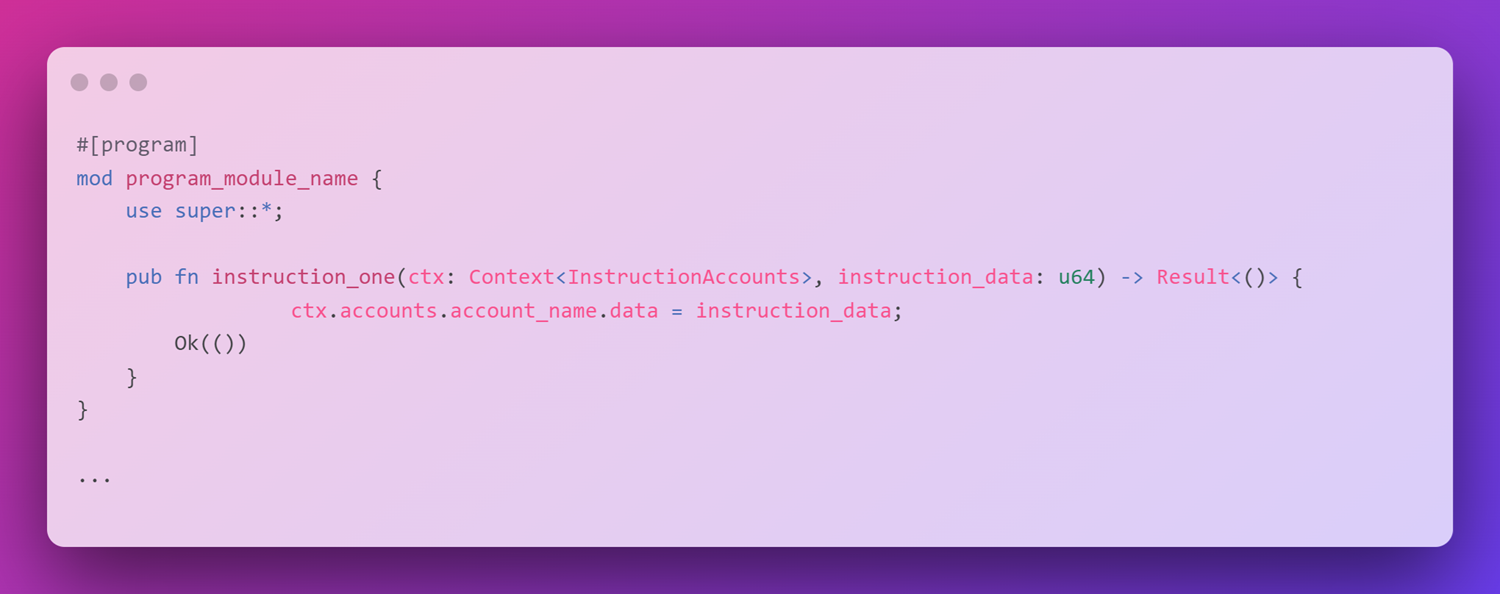 #[program]
mod program_module_name {
    use super::*;

    pub fn instruction_one(ctx: Context<InstructionAccounts>, instruction_data: u64) -> Result<()> {
                  ctx.accounts.account_name.data = instruction_data;
        Ok(())
    }
}

...